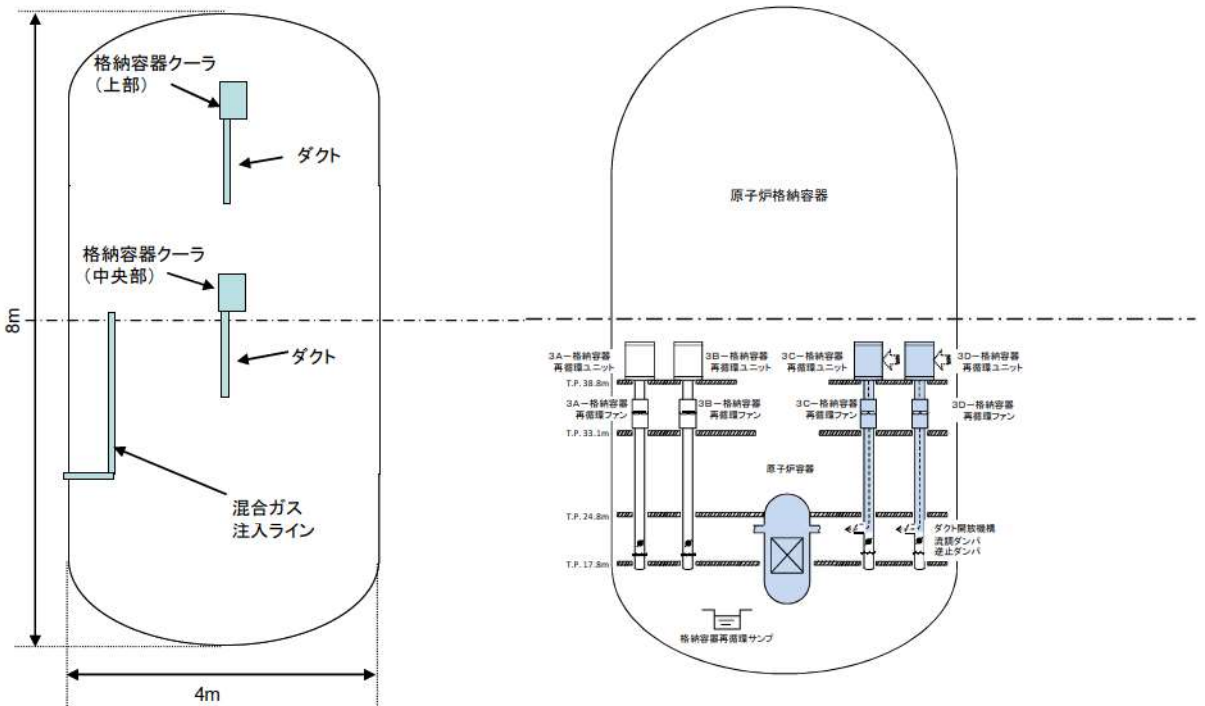 格納容器クーラ
（上部）
ダクト
格納容器クーラ
（中央部）
ダクト
8m
混合ガス
注入ライン
4m
原子炉格納容器
3A－格納容器
再循環ユニット
3B－格納容器
再循環ユニット
3C－格納容器
再循環ユニット
3D－格納容器
再循環ユニット
T.P. 38.8m
3A－格納容器
再循環ファン
3B－格納容器
再循環ファン
3C－格納容器
再循環ファン
3D－格納容器
再循環ファン
T.P. 33.1m
原子炉容器
T.P. 24.8m
ダクト開放機構
流調ダンパ
逆止ダンパ
T.P. 17.8m
格納容器再循環サンプ